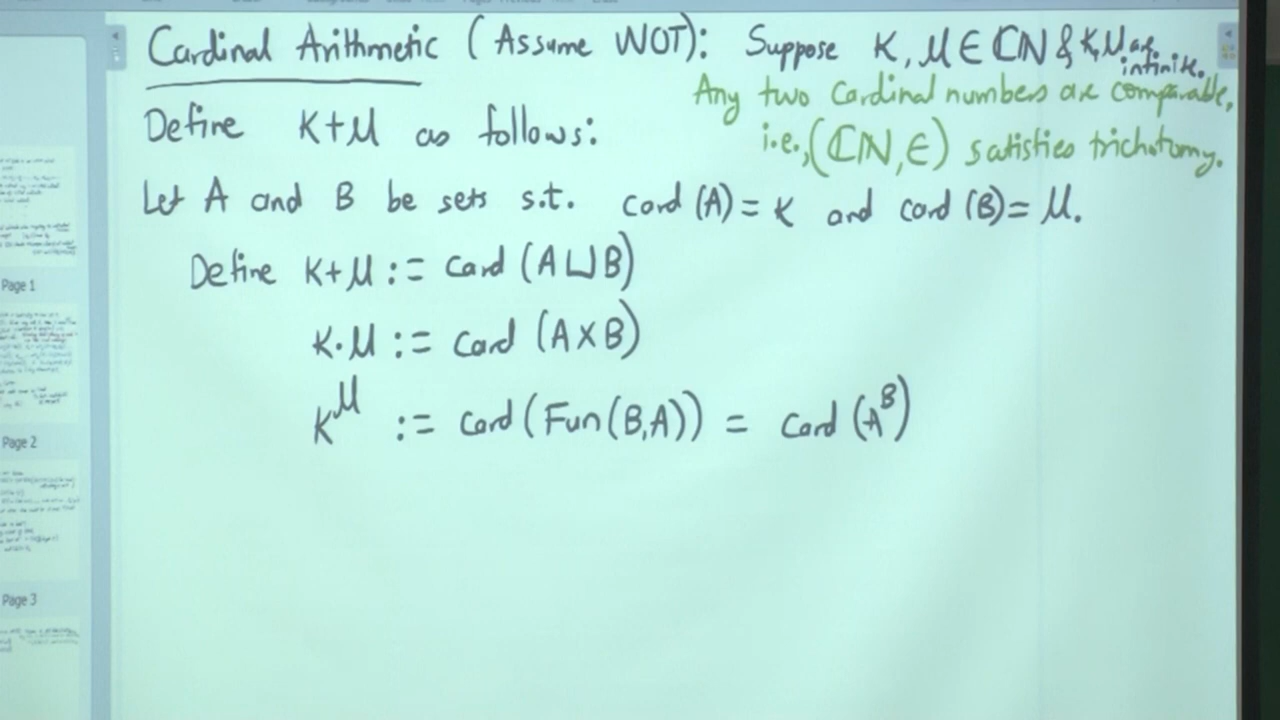 Cardinal Arithmetic (Assume WOT): Suppose K, μ ∈ ℂℕ & K, μ are infinite.
Any two cardinal numbers are comparable,
Define K+μ as follows:
i.e., (ℂℕ, ∈) satisfies trichotomy.
Let A and B be sets s.t. card (A) = K and card (B) = μ.
Define K+μ := card (A ⊔ B)
K·μ := card (A × B)
K^μ := card (Fun(B,A)) = card (A^B)
Page 1
Page 2
Page 3